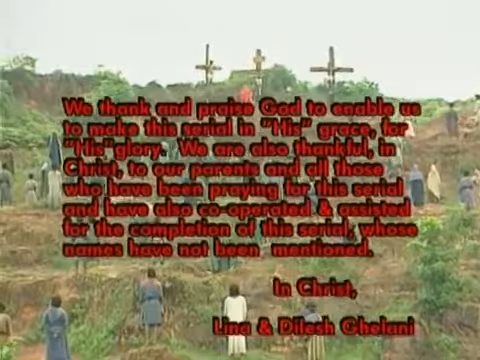 We thank and praise God to enable us
to make this serial in "His" grace, for
"His"glory. We are also thankful, in
Christ, to our parents and all those
who have been praying for this serial
and have also co-operated & assisted
for the completion of this serial, whose
names have not been mentioned.
In Christ,
Lina & Dilesh Ghelani